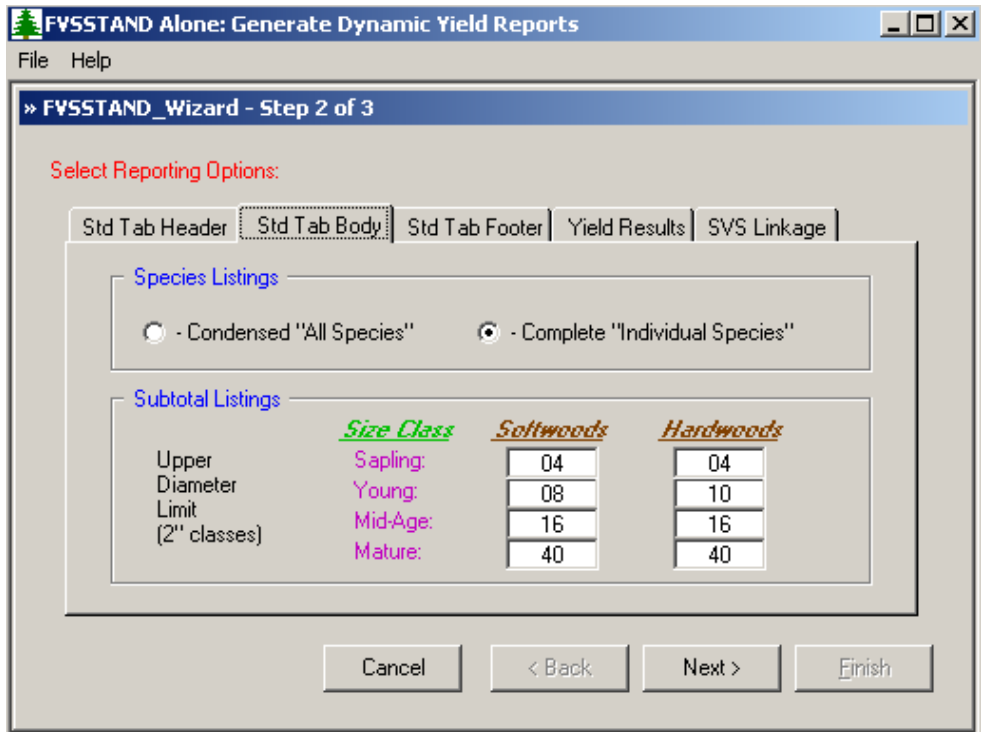 FVSSTAND Alone: Generate Dynamic Yield Reports
File Help
» FVSSTAND_Wizard - Step 2 of 3
Select Reporting Options:
Std Tab Header Std Tab Body Std Tab Footer Yield Results SVS Linkage
Species Listings
- Condensed "All Species" - Complete "Individual Species"
Subtotal Listings
Size Class Softwoods Hardwoods
Upper
Diameter
Limit
(2" classes)
Sapling: 04 04
Young: 08 10
Mid-Age: 16 16
Mature: 40 40
Cancel < Back Next > Finish